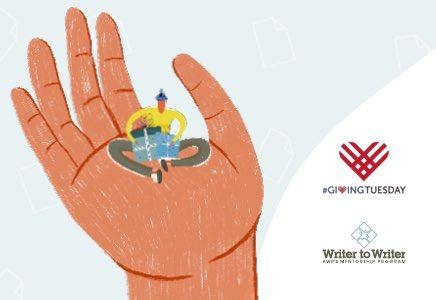 #GIVINGTUESDAY
Writer to Writer
AWP'S MENTORSHIP PROGRAM